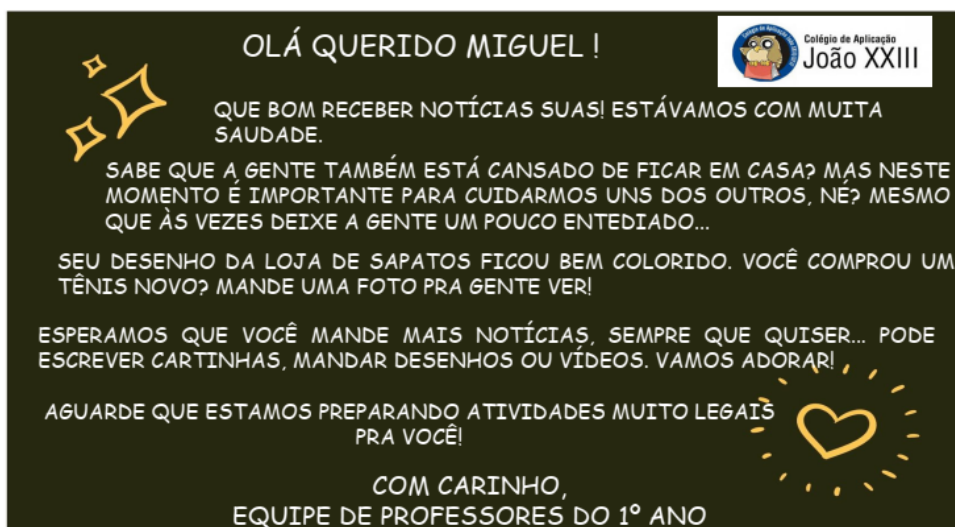 OLÁ QUERIDO MIGUEL !
Colégio de Aplicação
João XXIII
QUE BOM RECEBER NOTÍCIAS SUAS! ESTÁVAMOS COM MUITA
SAUDADE.
SABE QUE A GENTE TAMBÉM ESTÁ CANSADO DE FICAR EM CASA? MAS NESTE
MOMENTO É IMPORTANTE PARA CUIDARMOS UNS DOS OUTROS, NÉ? MESMO
QUE ÀS VEZES DEIXE A GENTE UM POUCO ENTEDIADO...
SEU DESENHO DA LOJA DE SAPATOS FICOU BEM COLORIDO. VOCÊ COMPROU UM
TÊNIS NOVO? MANDE UMA FOTO PRA GENTE VER!
ESPERAMOS QUE VOCÊ MANDE MAIS NOTÍCIAS, SEMPRE QUE QUISER... PODE
ESCREVER CARTINHAS, MANDAR DESENHOS OU VÍDEOS. VAMOS ADORAR!
AGUARDE QUE ESTAMOS PREPARANDO ATIVIDADES MUITO LEGAIS
PRA VOCÊ!
COM CARINHO,
EQUIPE DE PROFESSORES DO 1º ANO